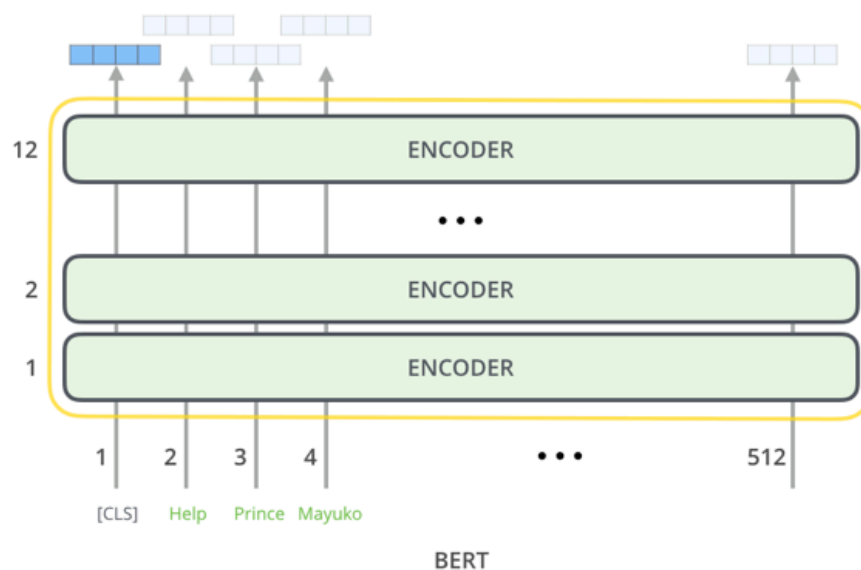 12 ENCODER
...
2 ENCODER
1 ENCODER
1 2 3 4 ... 512
[CLS] Help Prince Mayuko
BERT